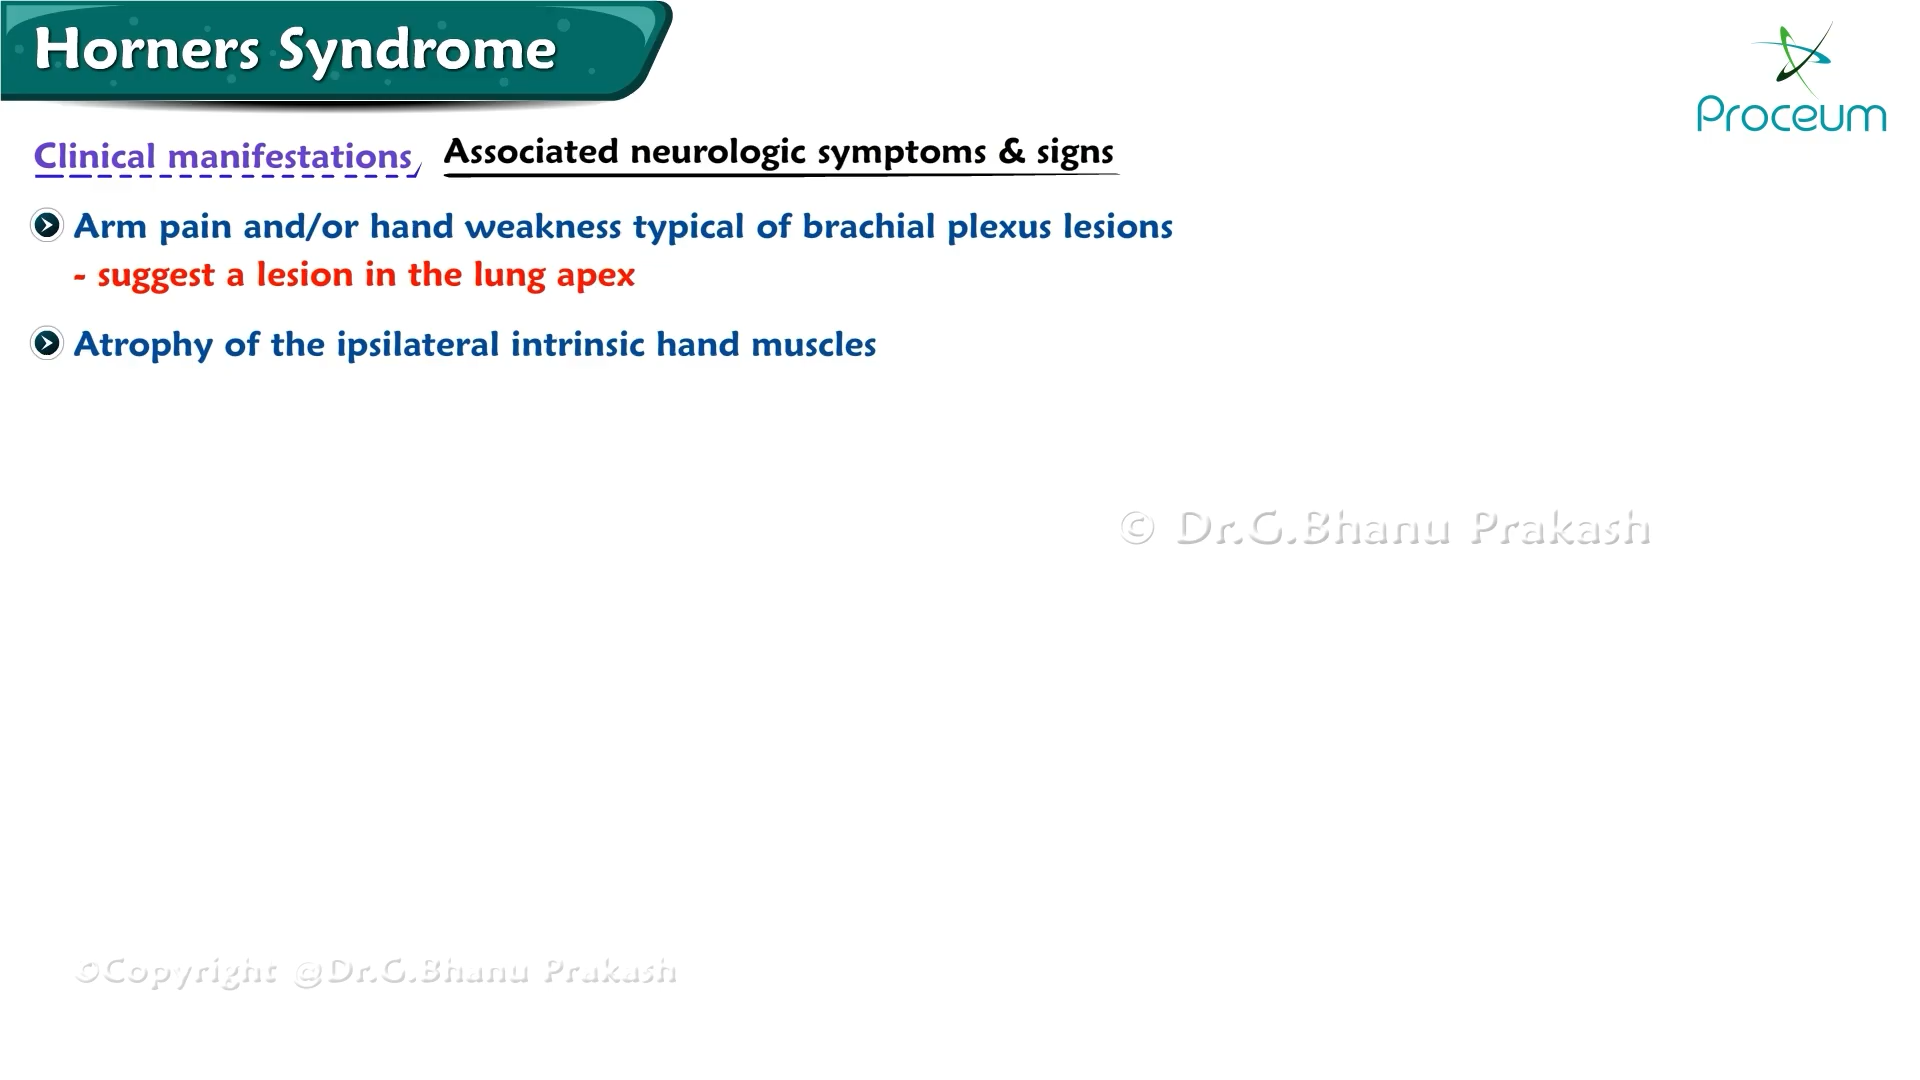 Horners Syndrome
Proceum
Clinical manifestations Associated neurologic symptoms & signs
Arm pain and/or hand weakness typical of brachial plexus lesions
- suggest a lesion in the lung apex
Atrophy of the ipsilateral intrinsic hand muscles
© Dr.G.Bhanu Prakash
©Copyright @Dr.G.Bhanu Prakash